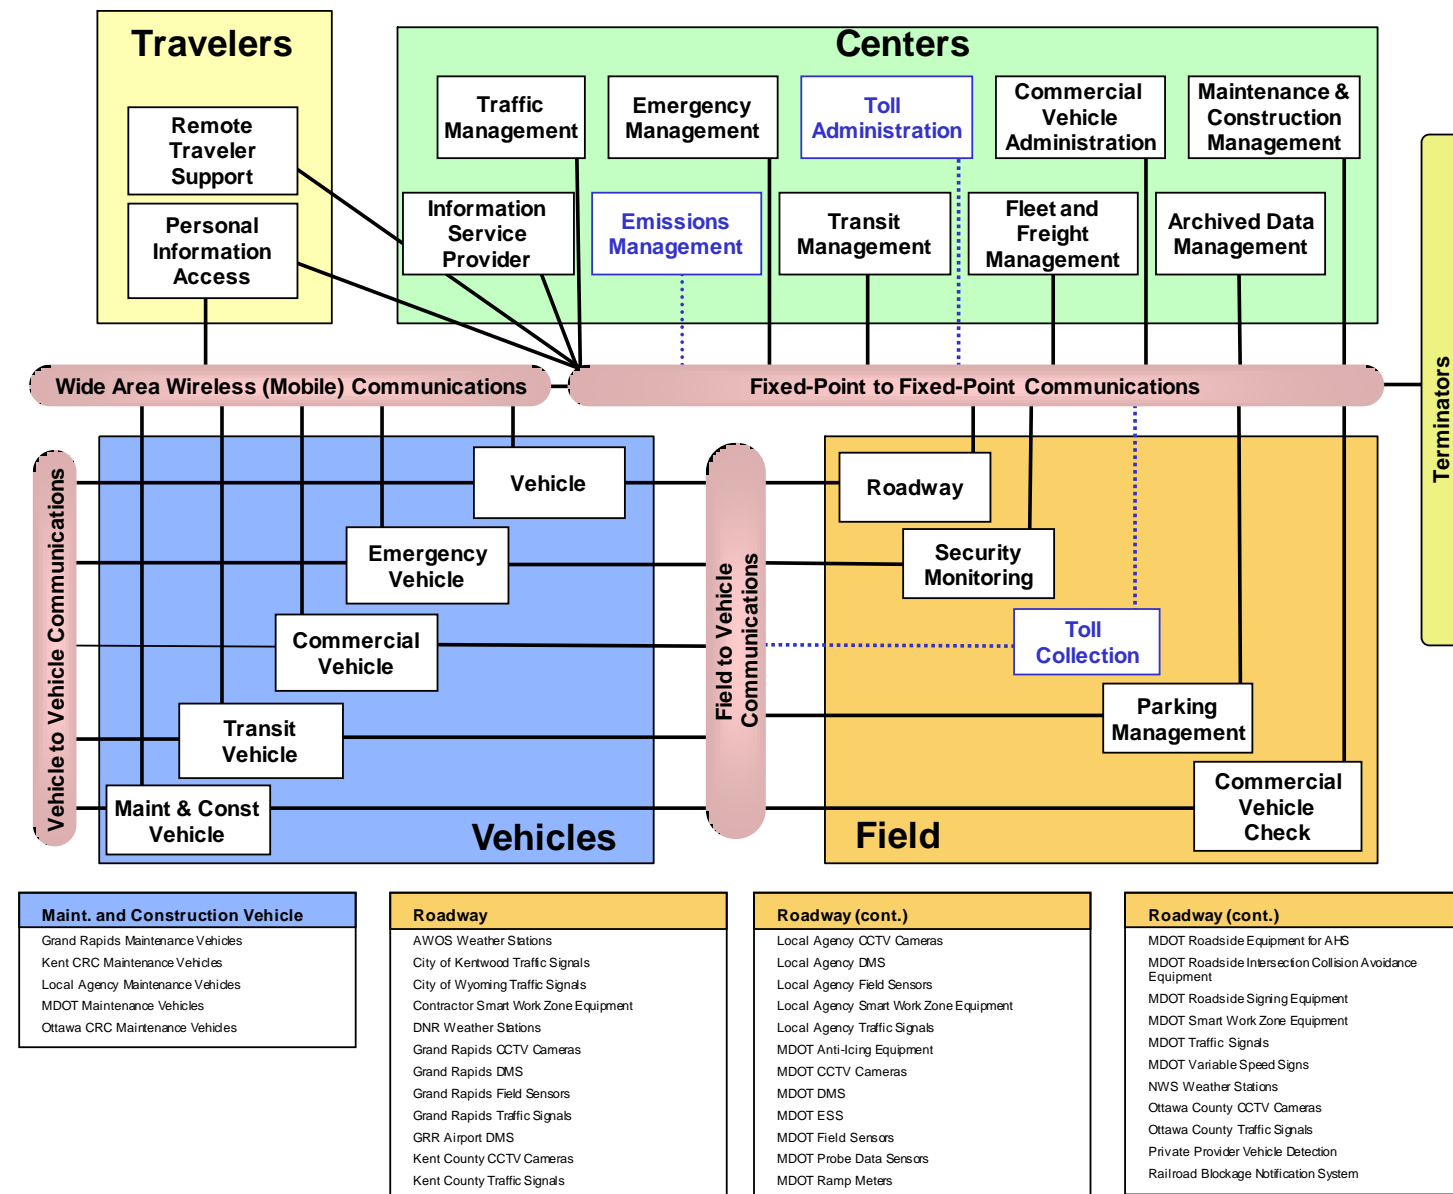 Travelers
Remote
Traveler
Support
Personal
Information
Access
Centers
Traffic
Management
Emergency
Management
Toll
Administration
Commercial
Vehicle
Administration
Maintenance &
Construction
Management
Information
Service
Provider
Emissions
Management
Transit
Management
Fleet and
Freight
Management
Archived Data
Management
Terminators
Wide Area Wireless (Mobile) Communications
Fixed-Point to Fixed-Point Communications
Vehicle to Vehicle Communications
Vehicle
Emergency
Vehicle
Commercial
Vehicle
Transit
Vehicle
Maint & Const
Vehicle
Vehicles
Field to Vehicle
Communications
Roadway
Security
Monitoring
Toll
Collection
Parking
Management
Commercial
Vehicle
Check
Field
Maint. and Construction Vehicle
Grand Rapids Maintenance Vehicles
Kent CRC Maintenance Vehicles
Local Agency Maintenance Vehicles
MDOT Maintenance Vehicles
Ottawa CRC Maintenance Vehicles
Roadway
AWOS Weather Stations
City of Kentwood Traffic Signals
City of Wyoming Traffic Signals
Contractor Smart Work Zone Equipment
DNR Weather Stations
Grand Rapids CCTV Cameras
Grand Rapids DMS
Grand Rapids Field Sensors
Grand Rapids Traffic Signals
GRR Airport DMS
Kent County CCTV Cameras
Kent County Traffic Signals
Roadway (cont.)
Local Agency CCTV Cameras
Local Agency DMS
Local Agency Field Sensors
Local Agency Smart Work Zone Equipment
Local Agency Traffic Signals
MDOT Anti-Icing Equipment
MDOT CCTV Cameras
MDOT DMS
MDOT ESS
MDOT Field Sensors
MDOT Probe Data Sensors
MDOT Ramp Meters
Roadway (cont.)
MDOT Roadside Equipment for AHS
MDOT Roadside Intersection Collision Avoidance
Equipment
MDOT Roadside Signing Equipment
MDOT Smart Work Zone Equipment
MDOT Traffic Signals
MDOT Variable Speed Signs
NWS Weather Stations
Ottawa County CCTV Cameras
Ottawa County Traffic Signals
Private Provider Vehicle Detection
Railroad Blockage Notification System